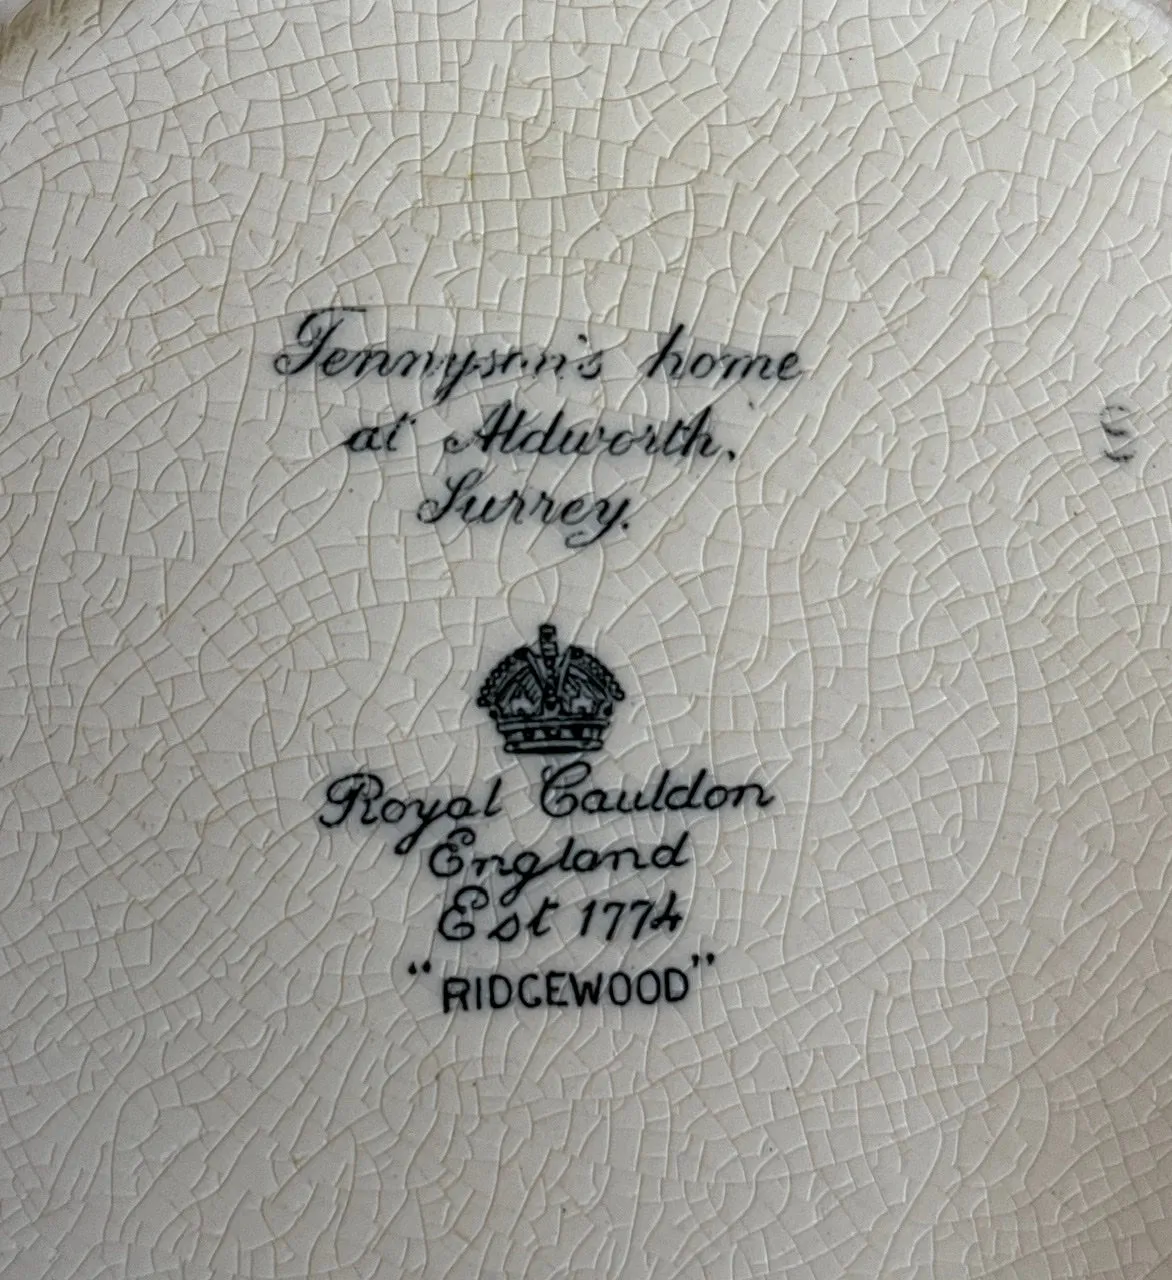 Tennyson's home
at Aldworth.
Surrey.
Royal Cauldon
England
Est 1774
"RIDGEWOOD"